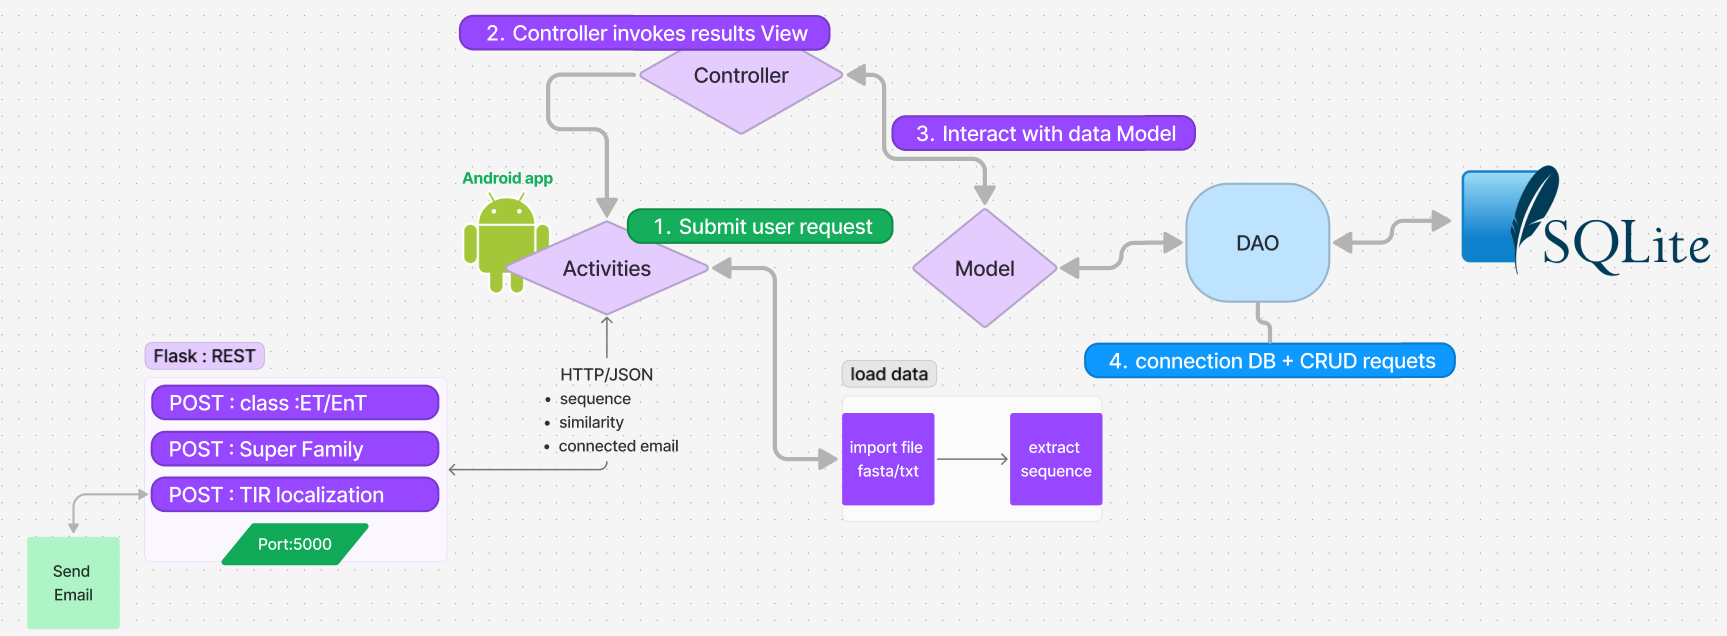 2. Controller invokes results View
Controller
3. Interact with data Model
Android app
1. Submit user request
Activities
Model
DAO
SQLite
Flask : REST
POST : class :ET/EnT
POST : Super Family
POST : TIR localization
Port:5000
Send
Email
HTTP/JSON
• sequence
• similarity
• connected email
load data
import file
fasta/txt
extract
sequence
4. connection DB + CRUD requets